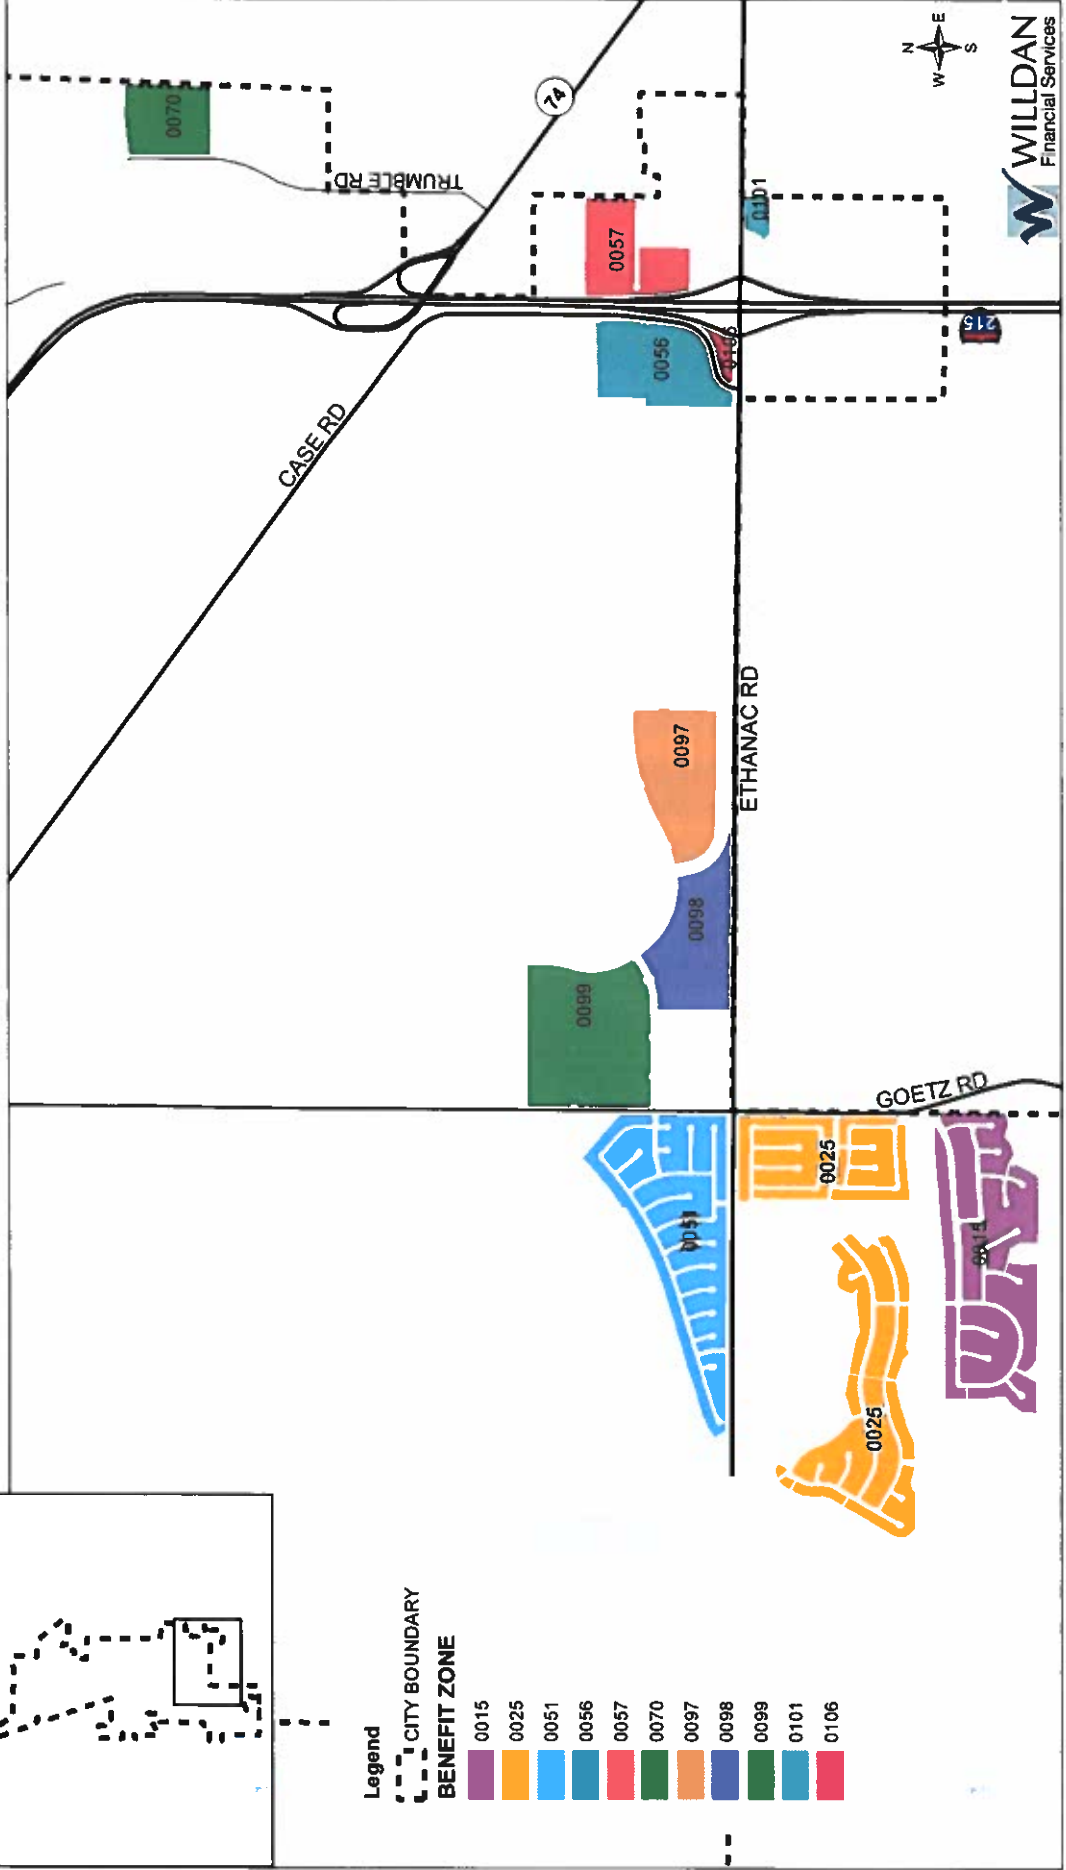 Legend
CITY BOUNDARY
BENEFIT ZONE
0015
0025
0051
0056
0057
0070
0097
0098
0099
0101
0106
0070
TRUMBLE RD
74
CASE RD
0057
0056
0106
0101
215
0097
ETHANAC RD
0098
0099
GOETZ RD
0051
0025
0025
0015
N
W
E
S
WILLDAN
Financial Services